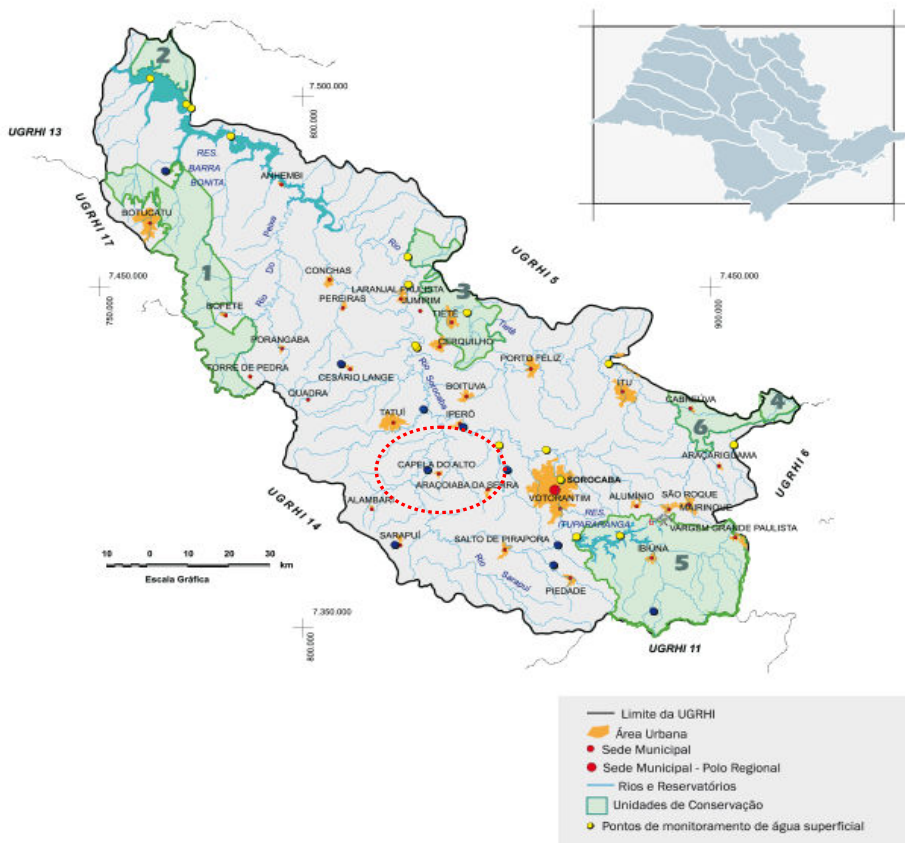 2
7.500.000
800.000
UGRHI 13
RES.
BARRA
BONITA
ANHEMBI
UGRHI 17
BOTUCATU
Peixe
Do
Rio
Rio
UGRHI 5
1
7.450.000
750.000
CONCHAS
LARANJAL PAULISTA
3
JUMIRIM
PEREIRAS
TIETÊ
Tietê
7.450.000
900.000
BOFETE
PORANGABA
CERQUILHO
TORRE DE PEDRA
CESÁRIO LANGE
Rio Sorocaba
PORTO FELIZ
QUADRA
BOITUVA
ITU
4
CABREÚVA
TATUÍ
IPERÓ
6
ARAÇARIGUAMA
UGRHI 6
CAPELA DO ALTO
ARAÇOIABA DA SERRA
SOROCABA
UGRHI 14
ALAMBARI
VOTORANTIM
ALUMÍNIO
SÃO ROQUE
MAIRINQUE
RES.
ITUPARARANGA
VARGEM GRANDE PAULISTA
SARAPUÍ
SALTO DE PIRAPORA
IBIÚNA
5
Rio
Sarapuí
PIEDADE
10 0 10 20 30
km
Escala Gráfica
7.350.000
800.000
UGRHI 11
Limite da UGRHI
Área Urbana
Sede Municipal
Sede Municipal - Polo Regional
Rios e Reservatórios
Unidades de Conservação
Pontos de monitoramento de água superficial